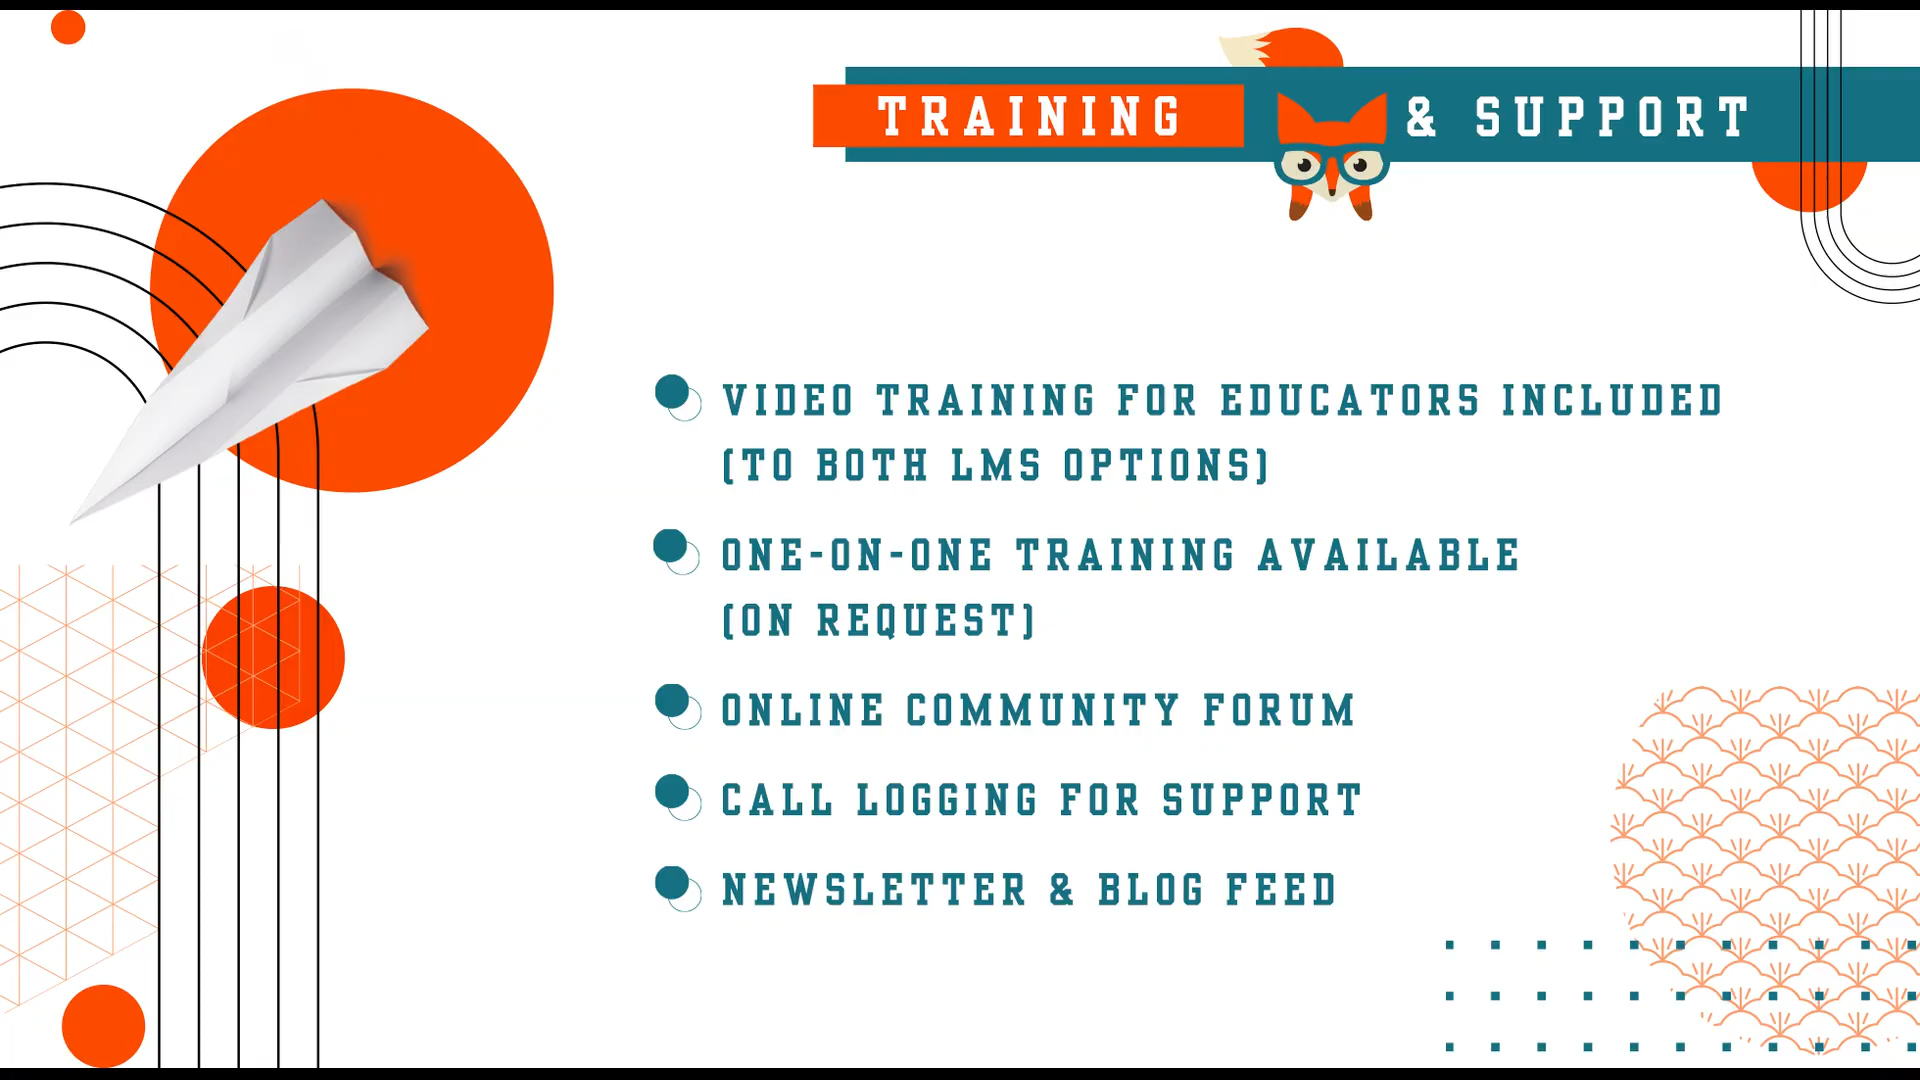 TRAINING & SUPPORT
VIDEO TRAINING FOR EDUCATORS INCLUDED
(TO BOTH LMS OPTIONS)
ONE-ON-ONE TRAINING AVAILABLE
(ON REQUEST)
ONLINE COMMUNITY FORUM
CALL LOGGING FOR SUPPORT
NEWSLETTER & BLOG FEED